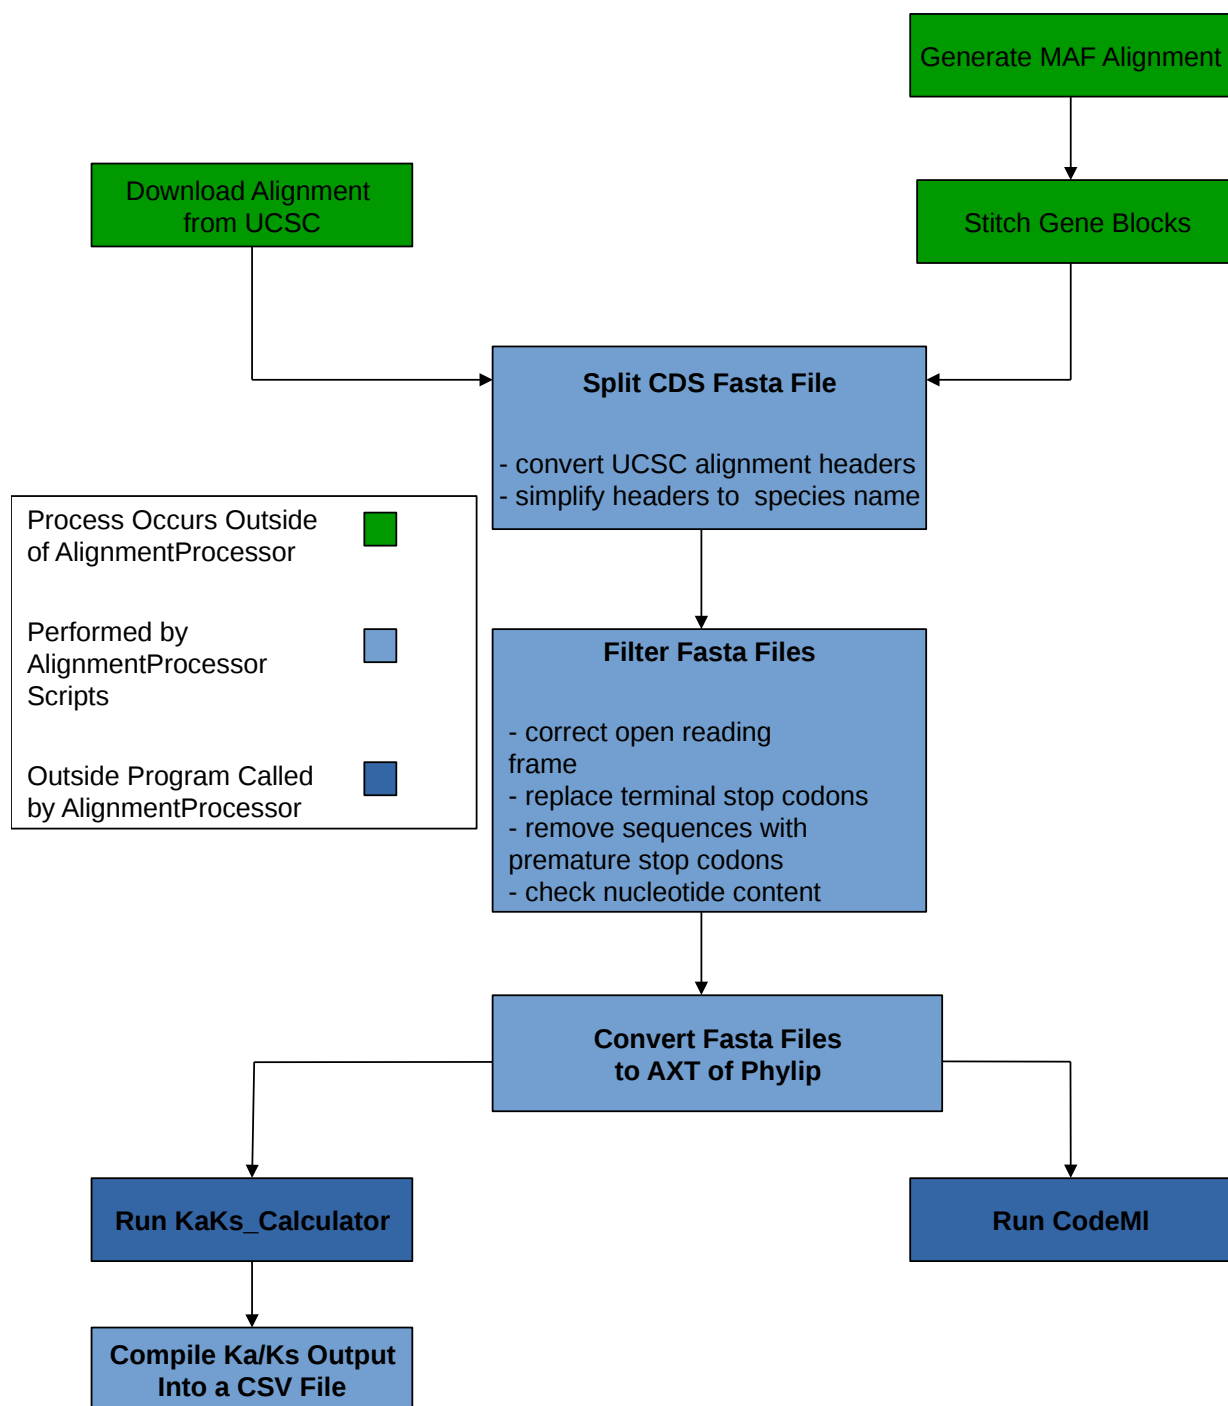 Generate MAF Alignment
Download Alignment
from UCSC
Stitch Gene Blocks
Split CDS Fasta File
- convert UCSC alignment headers
- simplify headers to  species name
Process Occurs Outside
of AlignmentProcessor
Performed by
AlignmentProcessor
Scripts
Outside Program Called
by AlignmentProcessor
Filter Fasta Files
- correct open reading
frame
- replace terminal stop codons
- remove sequences with
premature stop codons
- check nucleotide content
Convert Fasta Files
to AXT of Phylip
Run KaKs_Calculator
Run CodeMl
Compile Ka/Ks Output
Into a CSV File